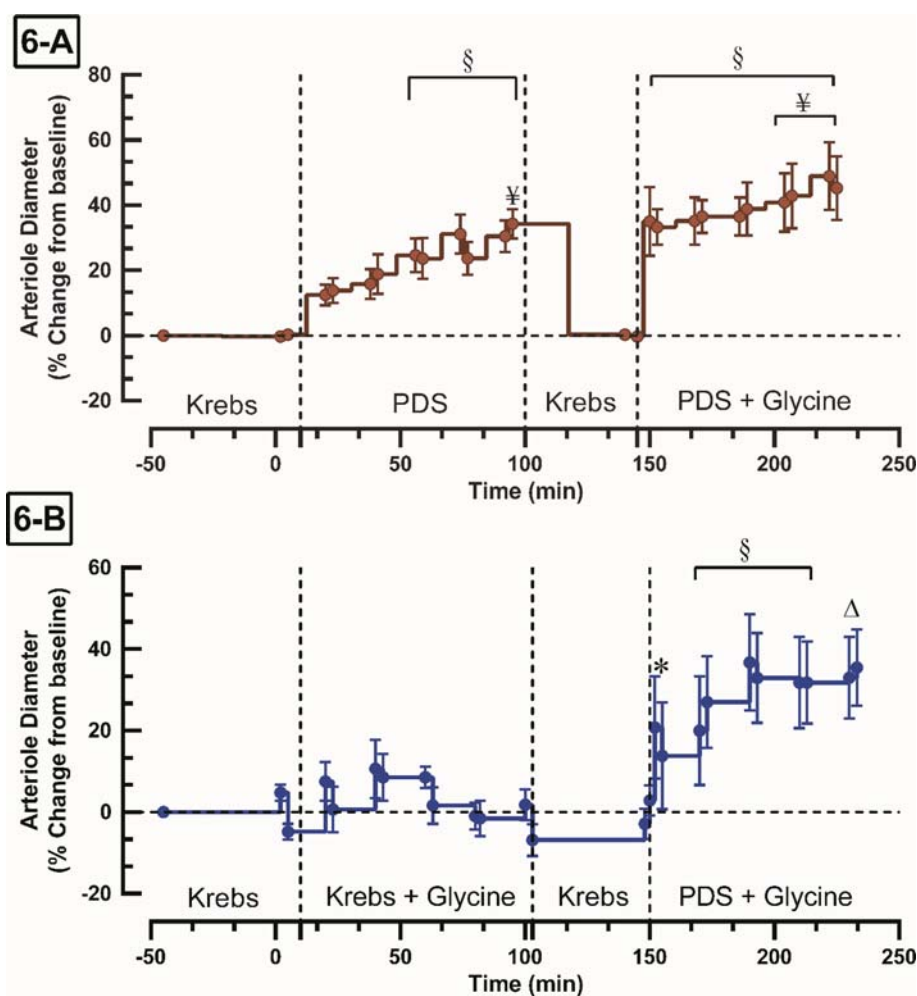 6-A
Arteriole Diameter
(% Change from baseline)
80
60
40
20
0
-20
§
§
¥
¥
Krebs
PDS
Krebs
PDS + Glycine
-50
0
50
100
150
200
250
Time (min)
6-B
Arteriole Diameter
(% Change from baseline)
60
40
20
0
-20
§
Δ
*
Krebs
Krebs + Glycine
Krebs
PDS + Glycine
-50
0
50
100
150
200
250
Time (min)